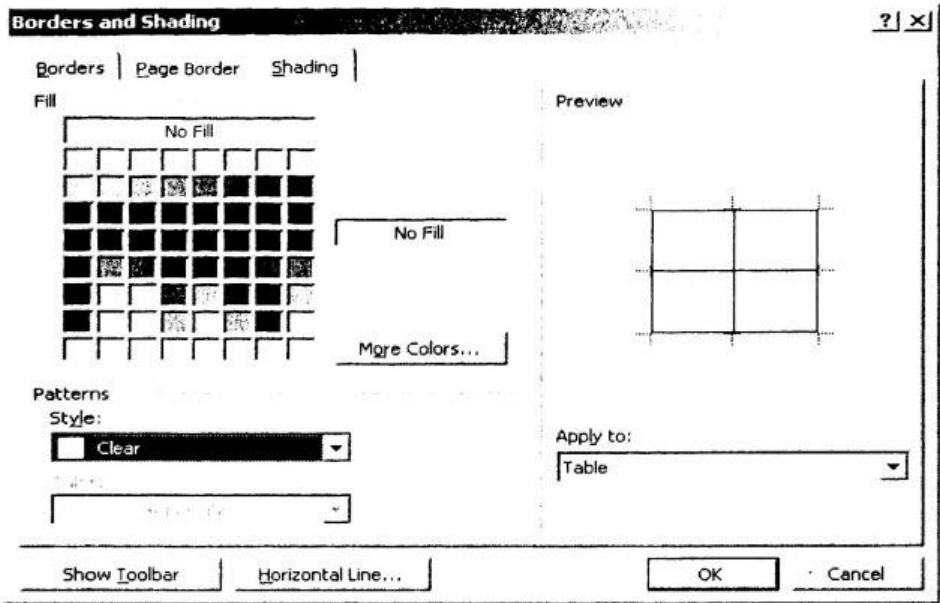 Borders and Shading
Borders Page Border Shading
Fill
No Fill
No Fill
More Colors...
Patterns
Style:
Clear
Preview
Apply to:
Table
Show Toolbar Horizontal Line... OK Cancel